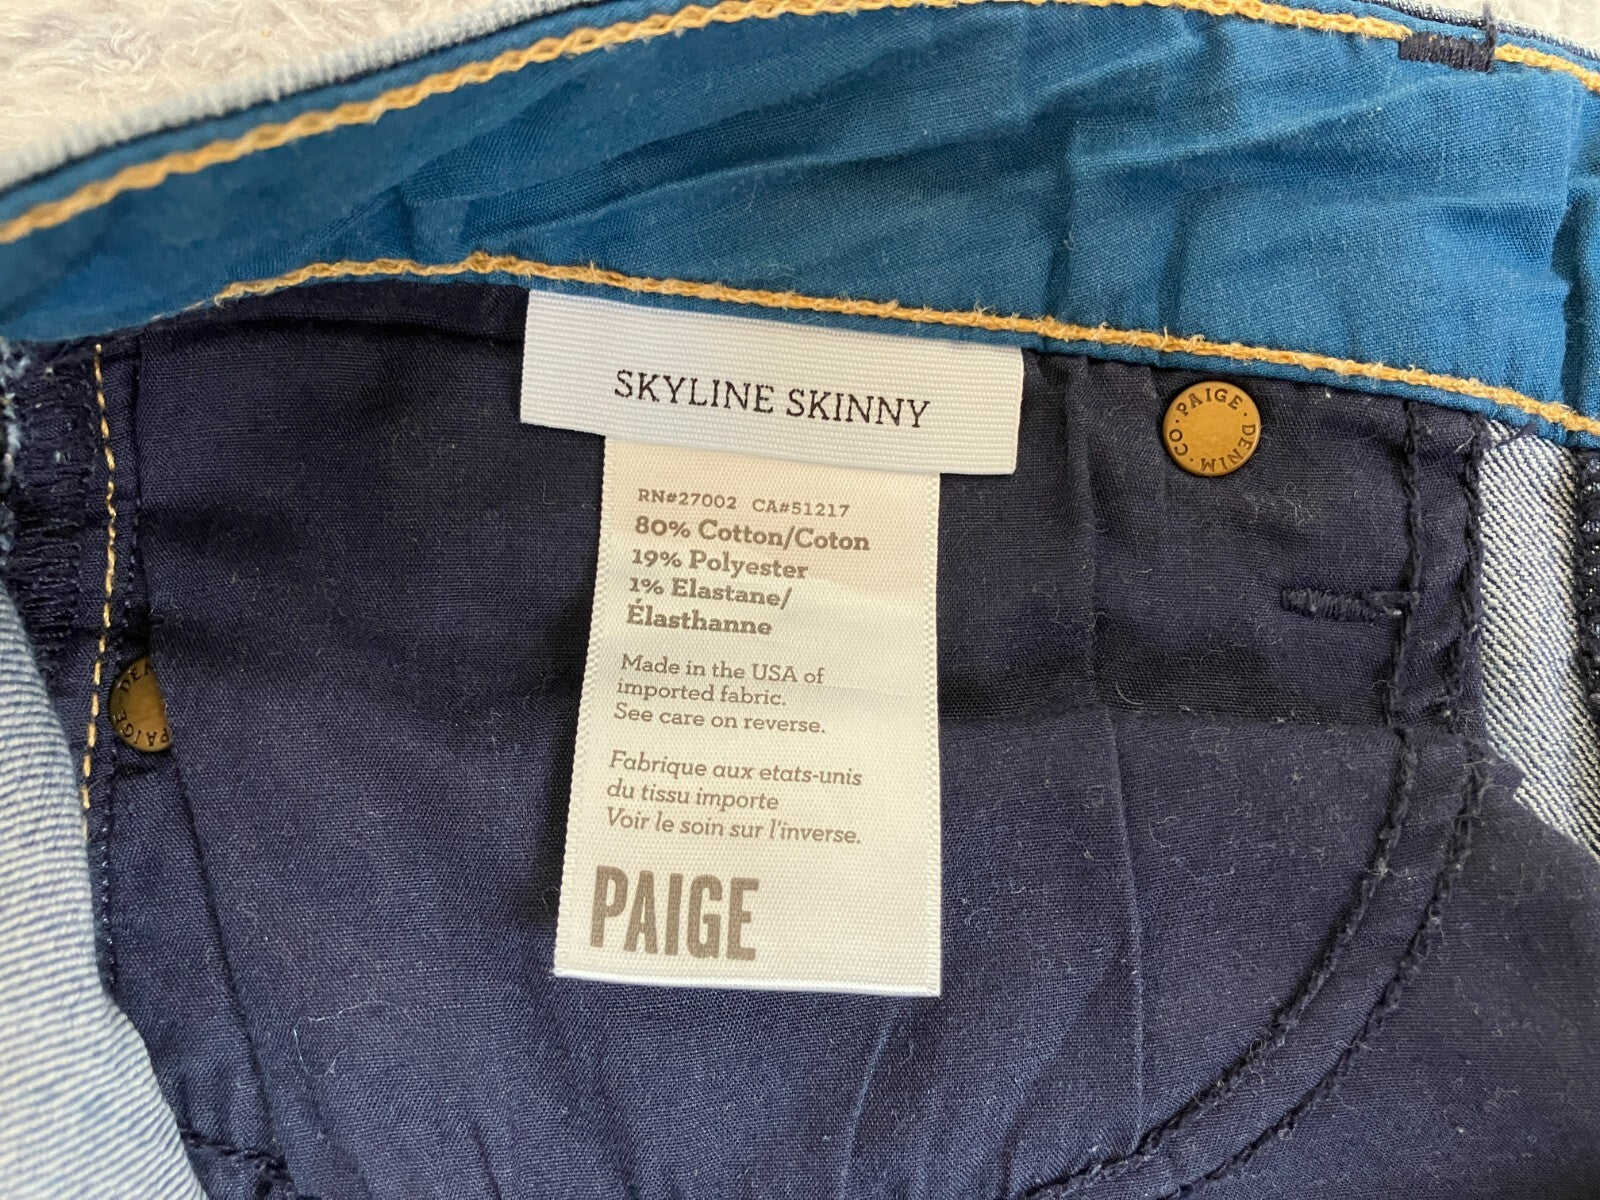 SKYLINE SKINNY
RN#27002 CA#51217
80% Cotton/Coton
19% Polyester
1% Elastane/
Élasthanne
Made in the USA of
imported fabric.
See care on reverse.
Fabrique aux etats-unis
du tissu importe
Voir le soin sur l'inverse.
PAIGE
PAIGE · DENIM · CO ·
PAIGE DEN